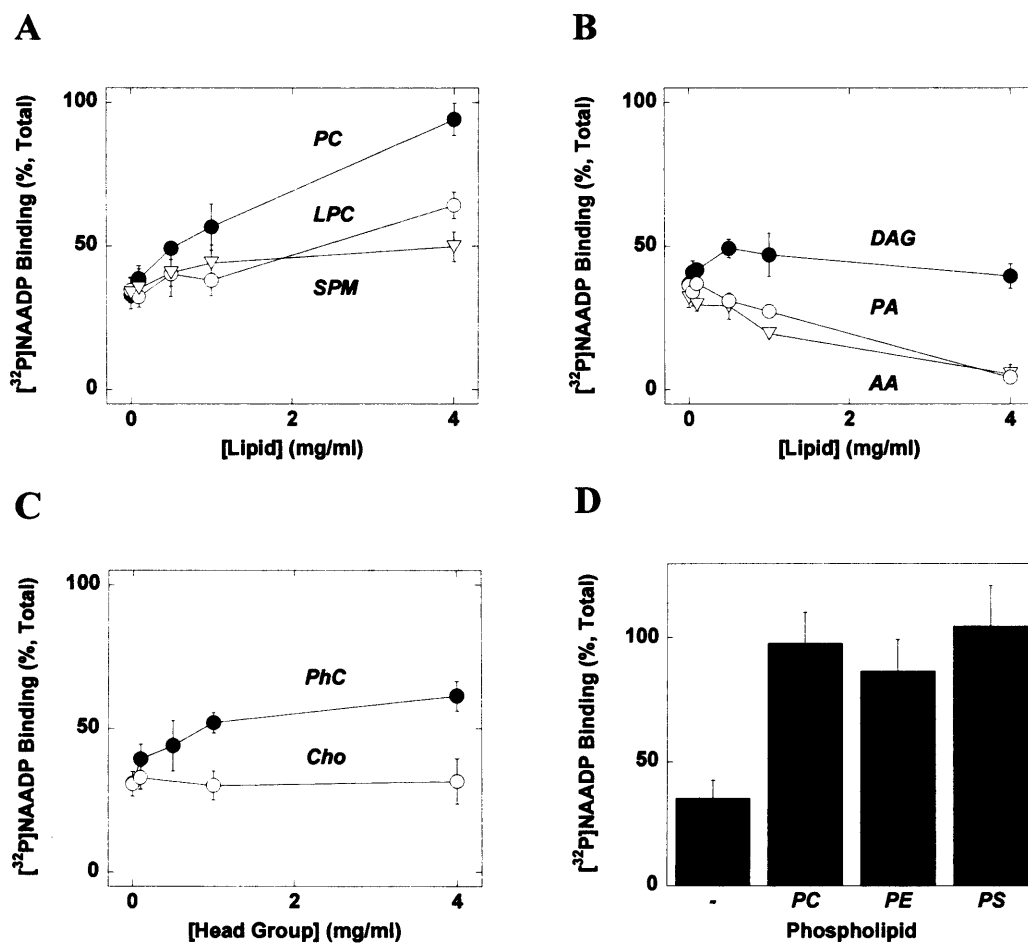 A
[³²P]NAADP Binding (%, Total)
100
50
0
PC
LPC
SPM
0
2
4
[Lipid] (mg/ml)
B
[³²P]NAADP Binding (%, Total)
100
50
0
DAG
PA
AA
0
2
4
[Lipid] (mg/ml)
C
[³²P]NAADP Binding (%, Total)
100
50
0
PhC
Cho
0
2
4
[Head Group] (mg/ml)
D
[³²P]NAADP Binding (%, Total)
100
50
0
-
PC
PE
PS
Phospholipid